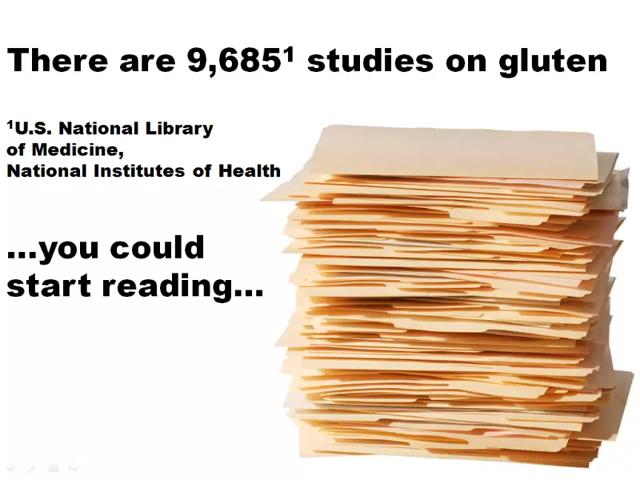 There are 9,685¹ studies on gluten
¹U.S. National Library
of Medicine,
National Institutes of Health
...you could
start reading...